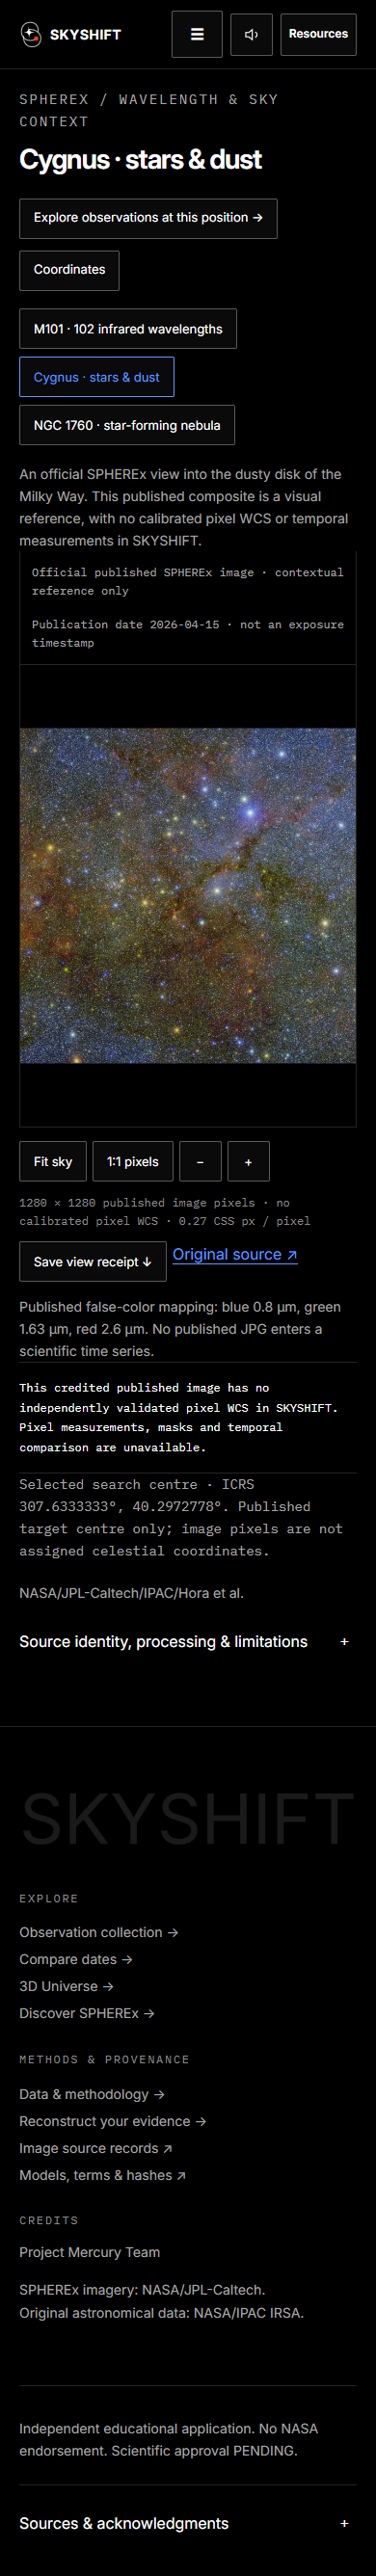 SKYSHIFT
☰
Resources
SPHEREX / WAVELENGTH & SKY
CONTEXT
Cygnus · stars & dust
Explore observations at this position →
Coordinates
M101 · 102 infrared wavelengths
Cygnus · stars & dust
NGC 1760 · star-forming nebula
An official SPHEREx view into the dusty disk of the
Milky Way. This published composite is a visual
reference, with no calibrated pixel WCS or temporal
measurements in SKYSHIFT.
Official published SPHEREx image · contextual
reference only
Publication date 2026-04-15 · not an exposure
timestamp
Fit sky
1:1 pixels
−
+
1280 × 1280 published image pixels · no
calibrated pixel WCS · 0.27 CSS px / pixel
Save view receipt ↓
Original source ↗
Published false-color mapping: blue 0.8 µm, green
1.63 µm, red 2.6 µm. No published JPG enters a
scientific time series.
This credited published image has no
independently validated pixel WCS in SKYSHIFT.
Pixel measurements, masks and temporal
comparison are unavailable.
Selected search centre · ICRS
307.6333333°, 40.2972778°. Published
target centre only; image pixels are not
assigned celestial coordinates.
NASA/JPL-Caltech/IPAC/Hora et al.
Source identity, processing & limitations +
SKYSHIFT
EXPLORE
Observation collection →
Compare dates →
3D Universe →
Discover SPHEREx →
METHODS & PROVENANCE
Data & methodology →
Reconstruct your evidence →
Image source records ↗
Models, terms & hashes ↗
CREDITS
Project Mercury Team
SPHEREx imagery: NASA/JPL-Caltech.
Original astronomical data: NASA/IPAC IRSA.
Independent educational application. No NASA
endorsement. Scientific approval PENDING.
Sources & acknowledgments +